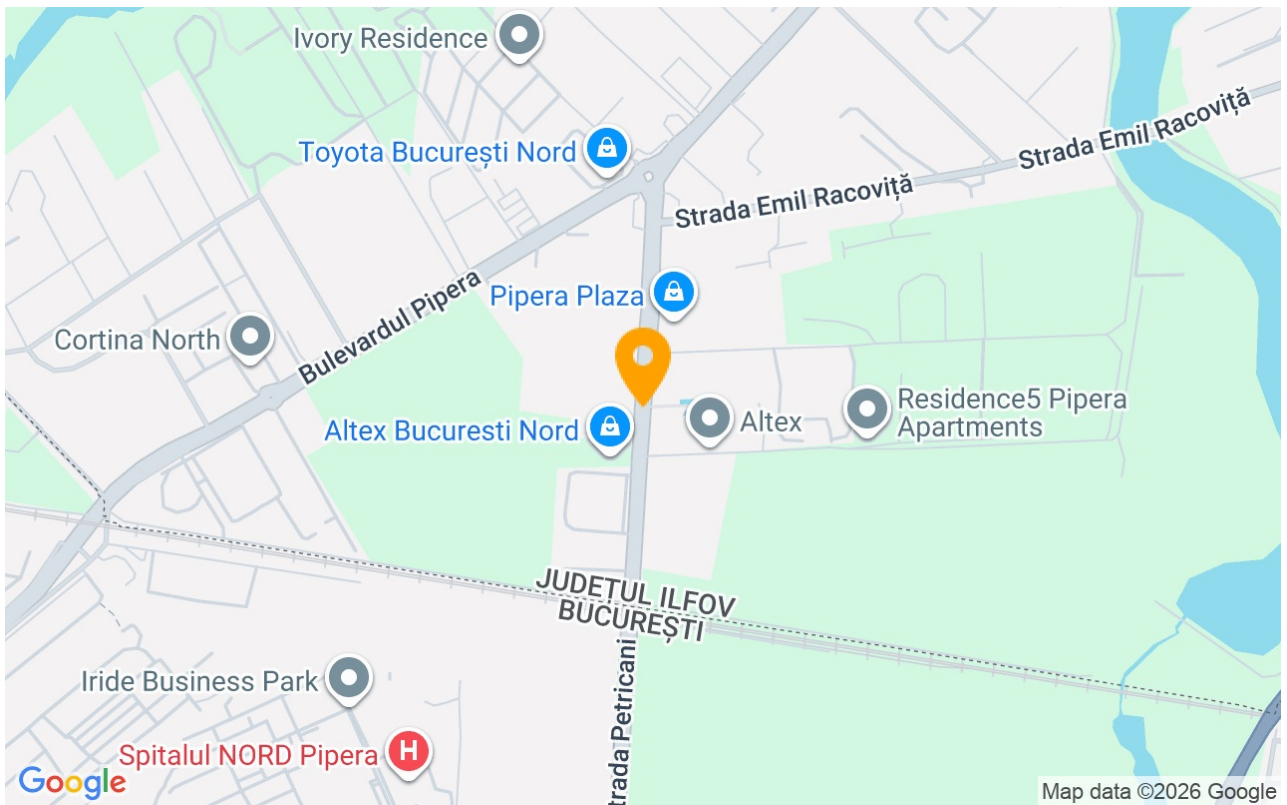 Ivory Residence
Toyota București Nord
Strada Emil Racoviță
Strada Emil Racoviță
Pipera Plaza
Bulevardul Pipera
Cortina North
Altex Bucuresti Nord
Altex
Residence5 Pipera
Apartments
JUDEȚUL ILFOV
BUCUREȘTI
trada Petricani
Iride Business Park
Spitalul NORD Pipera
H
Google
Map data ©2026 Google